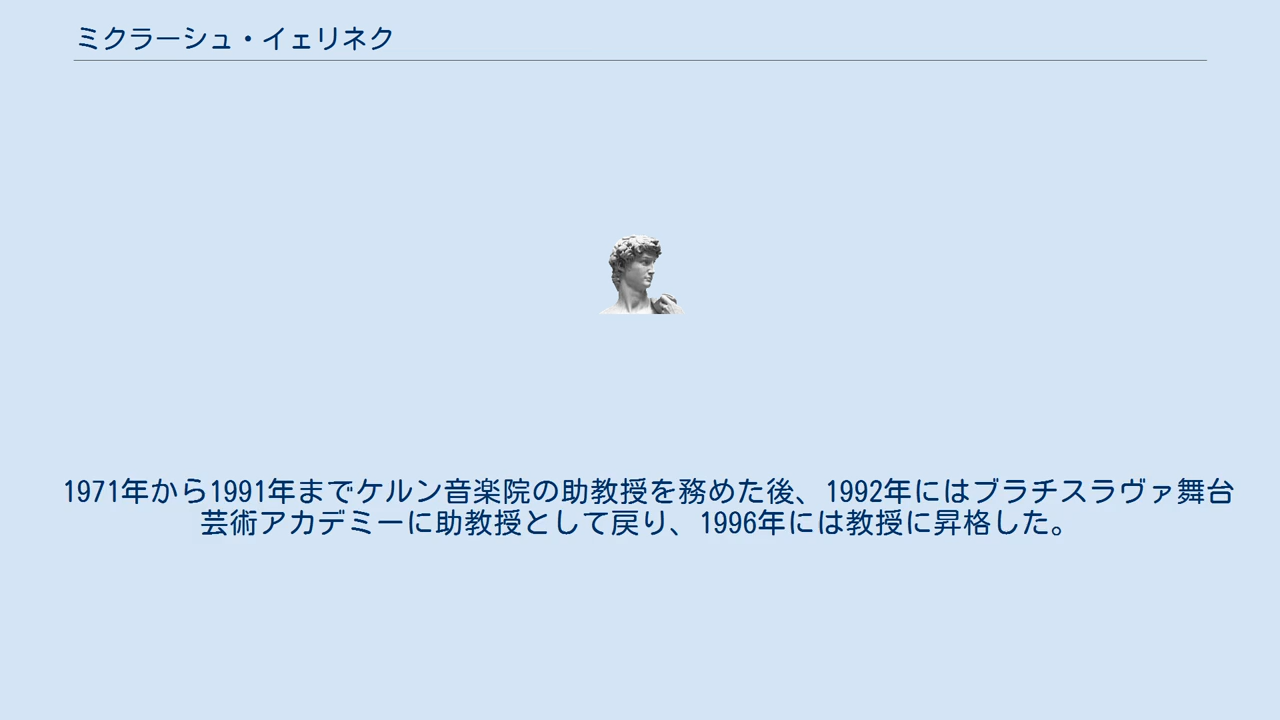 ミクラーシュ・イェリネク
1971年から1991年までケルン音楽院の助教授を務めた後、1992年にはブラチスラヴァ舞台
芸術アカデミーに助教授として戻り、1996年には教授に昇格した。